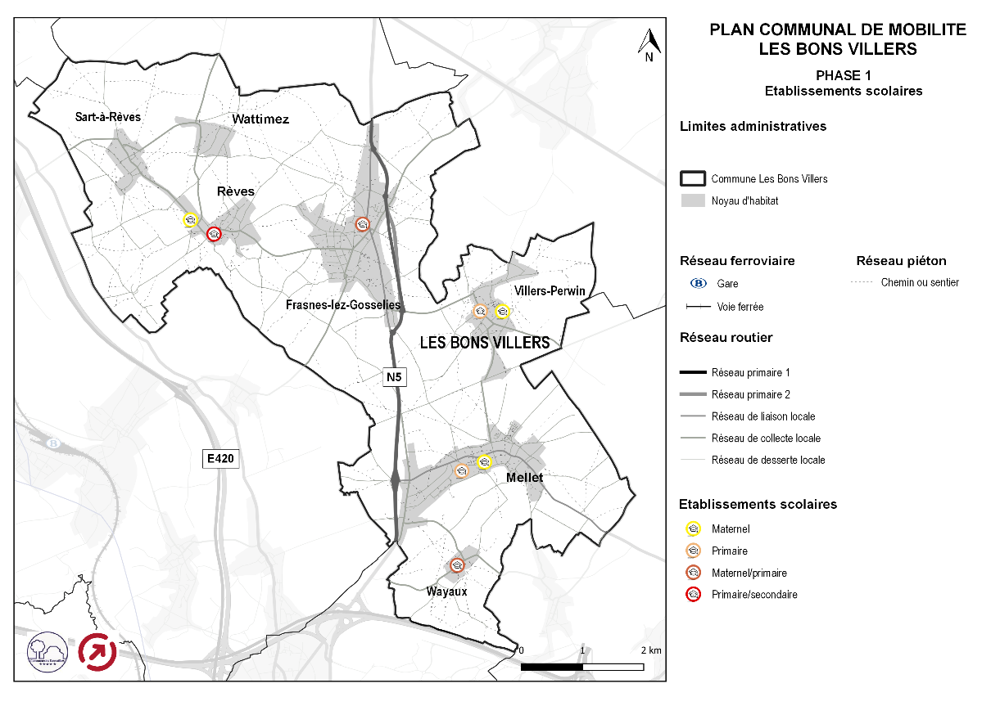 PLAN COMMUNAL DE MOBILITE
LES BONS VILLERS
PHASE 1
Etablissements scolaires
Limites administratives
Commune Les Bons Villers
Noyau d'habitat
Réseau ferroviaire
Réseau piéton
B
Gare
Chemin ou sentier
Voie ferrée
Réseau routier
Réseau primaire 1
Réseau primaire 2
Réseau de liaison locale
Réseau de collecte locale
Réseau de desserte locale
Etablissements scolaires
Maternel
Primaire
Maternel/primaire
Primaire/secondaire
N
Sart-à-Rêves
Wattimez
Rêves
Villers-Perwin
Frasnes-lez-Gosselies
LES BONS VILLERS
N5
B
E420
Mellet
Wayaux
0 1 2 km